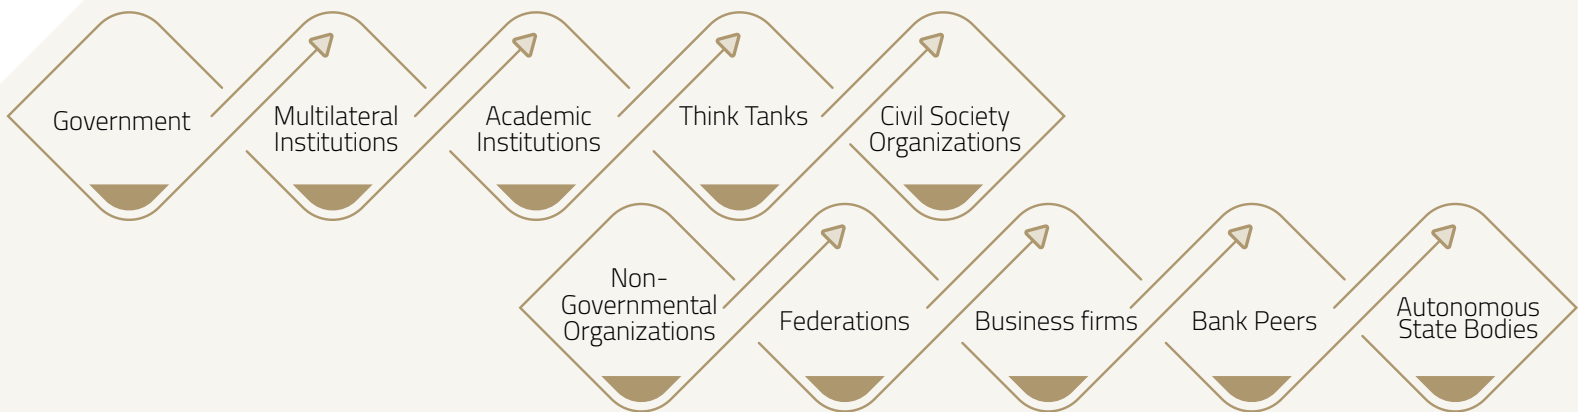 Government
Multilateral
Institutions
Academic
Institutions
Think Tanks
Civil Society
Organizations
Non-
Governmental
Organizations
Federations
Business firms
Bank Peers
Autonomous
State Bodies